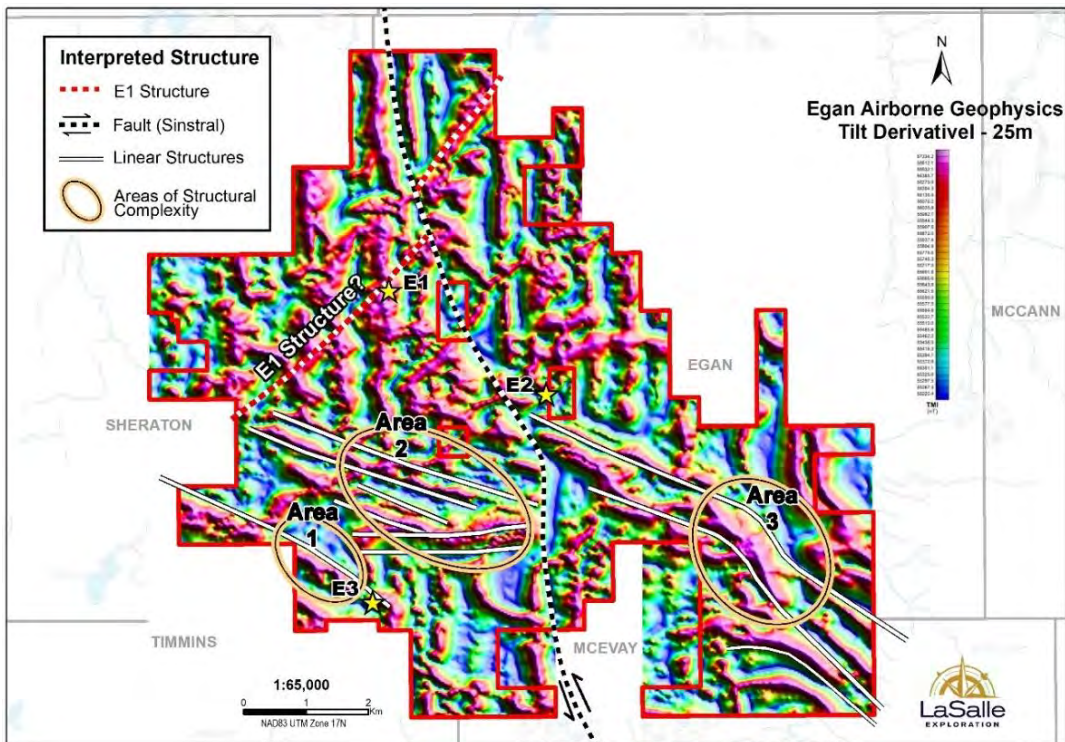 Interpreted Structure
E1 Structure
Fault (Sinstral)
Linear Structures
Areas of Structural
Complexity
N
Egan Airborne Geophysics
Tilt Derivativel - 25m
TMI
(nT)
MCCANN
EGAN
SHERATON
TIMMINS
MCEVAY
E1
E1 Structure?
E2
Area
2
Area
3
Area
1
E3
1:65,000
0 1 2
Km
NAD83 UTM Zone 17N
LaSalle
EXPLORATION